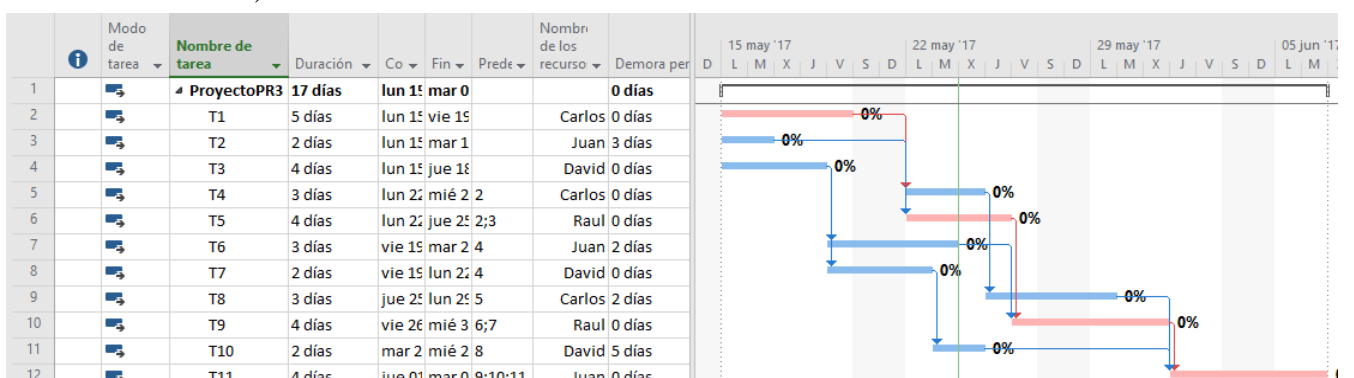 Modo de tarea Nombre de tarea Duración Co Fin Prede Nombre de los recurso Demora per 15 may '17 22 may '17 29 may '17 05 jun '17
D L M X J V S D L M X J V S D L M X J V S D L M
1 ProyectoPR3 17 días lun 15 mar 0 0 días
2 T1 5 días lun 15 vie 19 Carlos 0 días 0%
3 T2 2 días lun 15 mar 1 Juan 3 días 0%
4 T3 4 días lun 15 jue 18 David 0 días 0%
5 T4 3 días lun 22 mié 2 2 Carlos 0 días 0%
6 T5 4 días lun 22 jue 25 2;3 Raul 0 días 0%
7 T6 3 días vie 19 mar 2 4 Juan 2 días 0%
8 T7 2 días vie 19 lun 22 4 David 0 días 0%
9 T8 3 días jue 25 lun 29 5 Carlos 2 días 0%
10 T9 4 días vie 26 mié 3 6;7 Raul 0 días 0%
11 T10 2 días mar 2 mié 2 8 David 5 días 0%
12 T11 4 días jue 01 mar 0 9;10;11 Juan 0 días